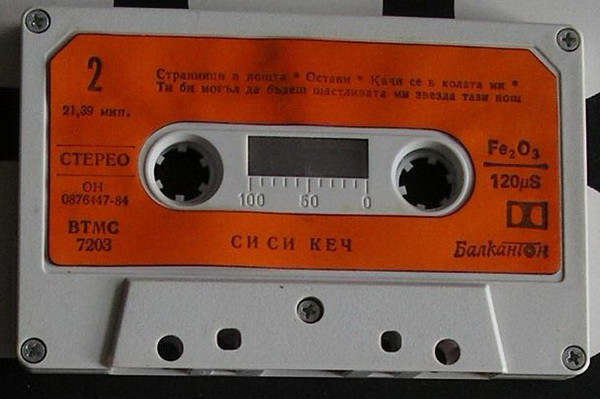 2
Странници в нощта * Остави * Качи се в колата ми *
Ти би могъл да бъдеш щастливата ми звезда тази нощ
21,39 мин.
СТЕРЕО
ОН
0876447-84
ВТМС
7203
100 50 0
Fe₂O₃
120µS
СИ СИ КЕЧ
Балкантон